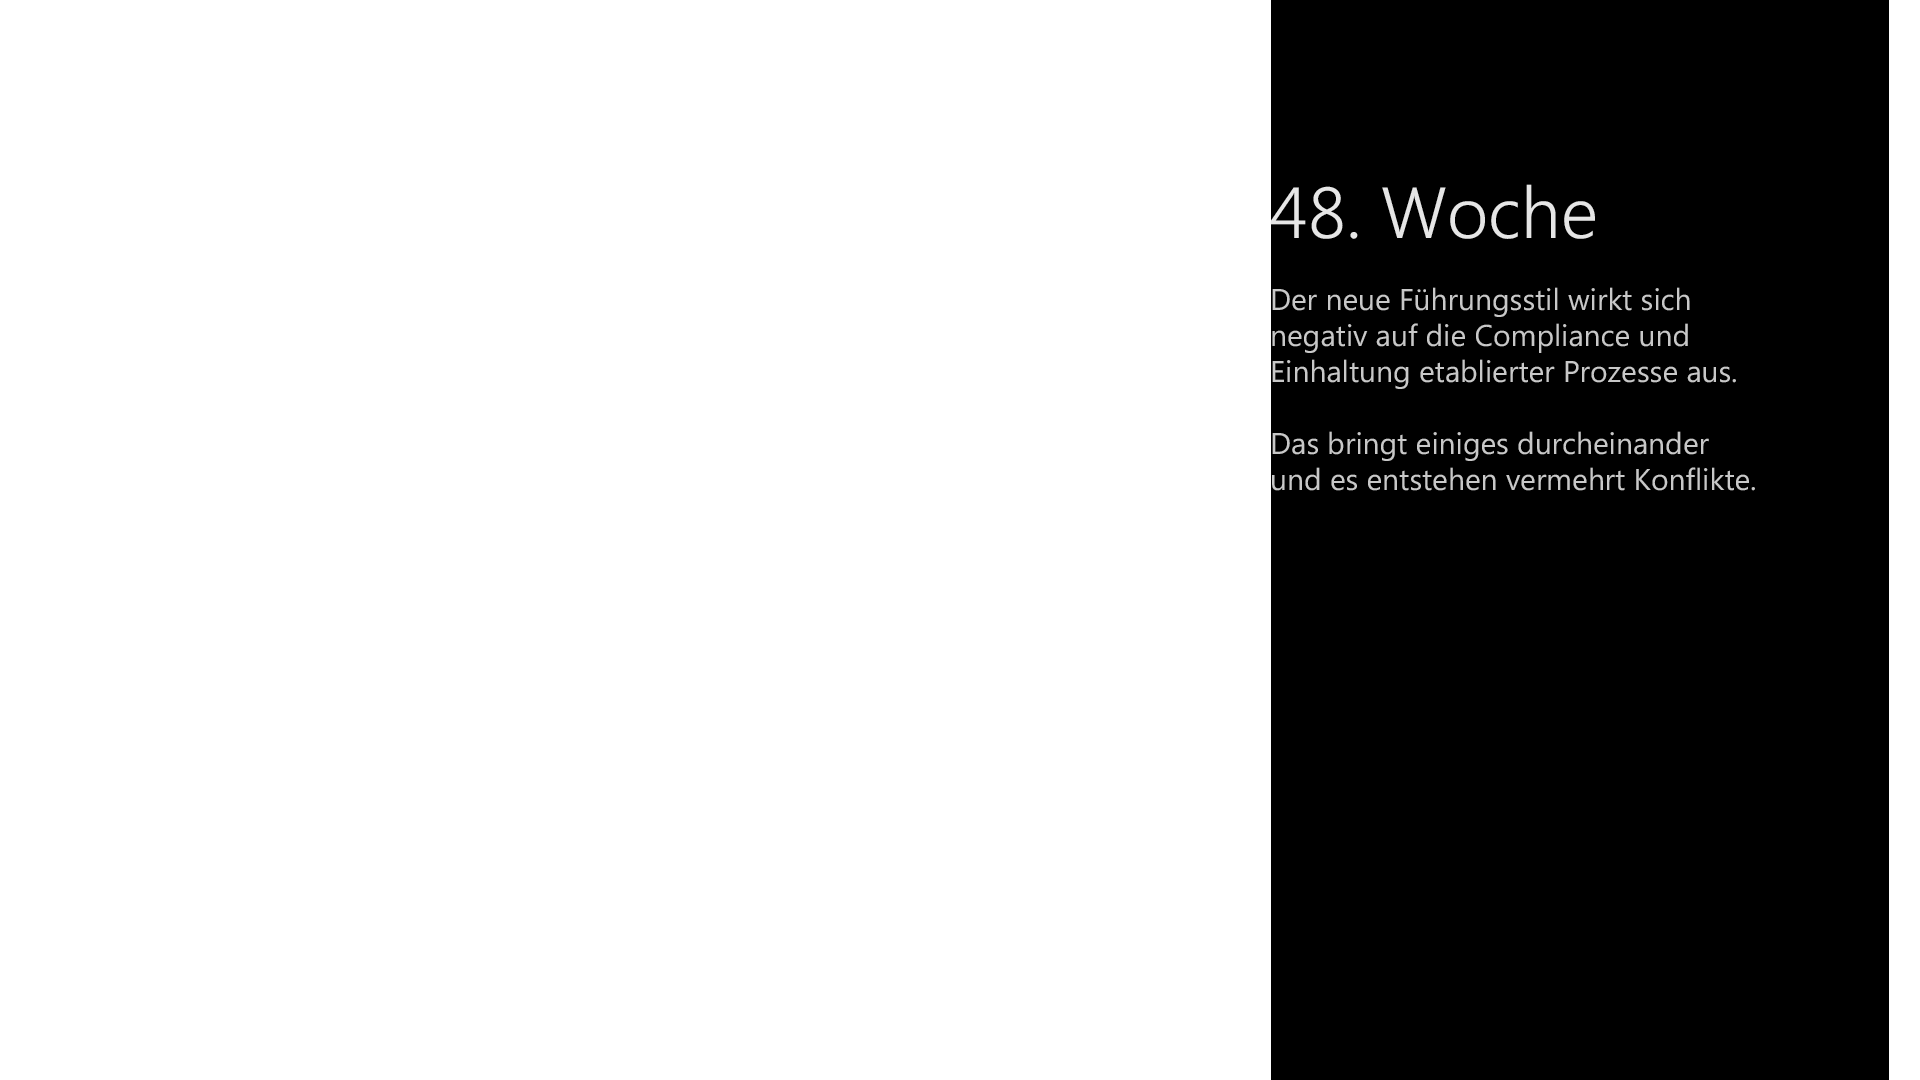 48. Woche
Der neue Führungsstil wirkt sich
negativ auf die Compliance und
Einhaltung etablierter Prozesse aus.
Das bringt einiges durcheinander
und es entstehen vermehrt Konflikte.